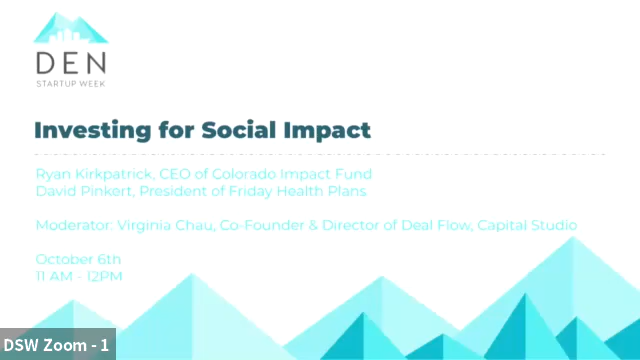 DEN
STARTUP WEEK
Investing for Social Impact
Ryan Kirkpatrick, CEO of Colorado Impact Fund
David Pinkert, President of Friday Health Plans
Moderator: Virginia Chau, Co-Founder & Director of Deal Flow, Capital Studio
October 6th
11 AM - 12PM
DSW Zoom - 1